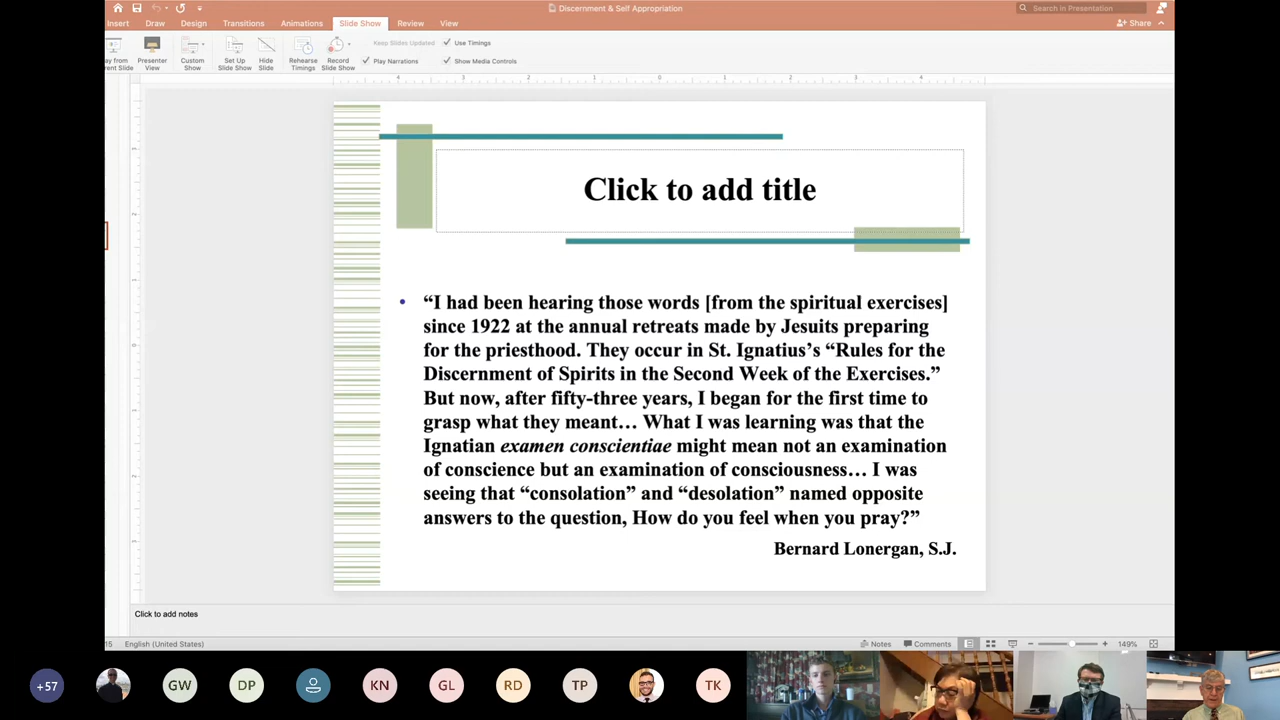 Discernment & Self Appropriation
Search in Presentation
Insert Draw Design Transitions Animations Slide Show Review View
Share
Keep Slides Updated
Use Timings
Presenter View
Custom Show
Set Up Slide Show
Hide Slide
Rehearse Timings
Record Slide Show
Play Narrations
Show Media Controls
Click to add title
• “I had been hearing those words [from the spiritual exercises]
since 1922 at the annual retreats made by Jesuits preparing
for the priesthood. They occur in St. Ignatius’s “Rules for the
Discernment of Spirits in the Second Week of the Exercises.”
But now, after fifty-three years, I began for the first time to
grasp what they meant… What I was learning was that the
Ignatian examen conscientiae might mean not an examination
of conscience but an examination of consciousness… I was
seeing that “consolation” and “desolation” named opposite
answers to the question, How do you feel when you pray?”
Bernard Lonergan, S.J.
Click to add notes
15 English (United States)
Notes Comments
149%
+57 GW DP KN GL RD TP TK